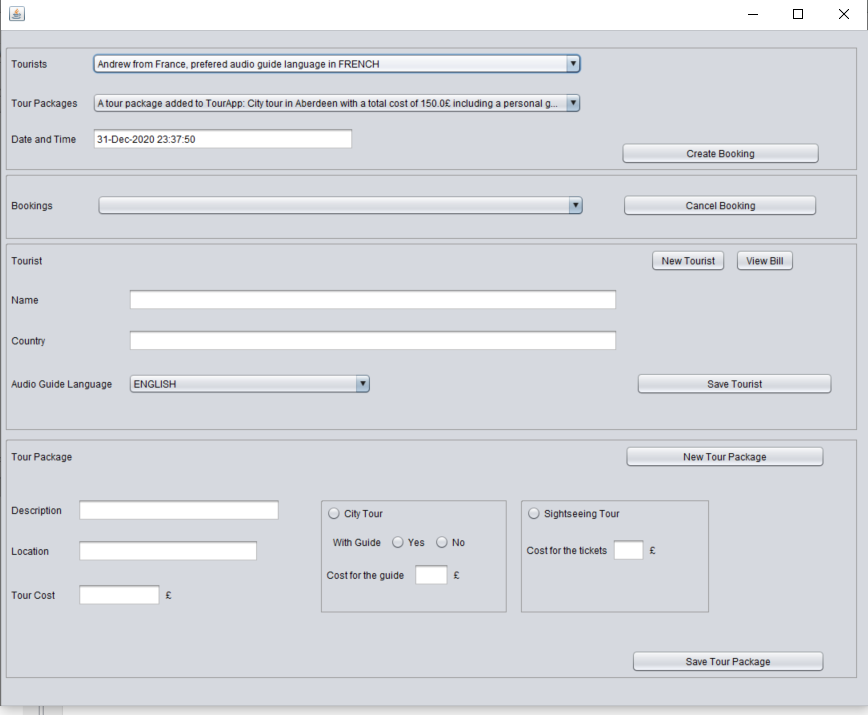 Tourists
Andrew from France, prefered audio guide language in FRENCH
Tour Packages
A tour package added to TourApp: City tour in Aberdeen with a total cost of 150.0£ including a personal g...
Date and Time
31-Dec-2020 23:37:50
Create Booking
Bookings
Cancel Booking
Tourist
New Tourist
View Bill
Name
Country
Audio Guide Language
ENGLISH
Save Tourist
Tour Package
New Tour Package
Description
City Tour
Sightseeing Tour
With Guide
Yes
No
Location
Cost for the tickets
£
Cost for the guide
£
Tour Cost
£
Save Tour Package